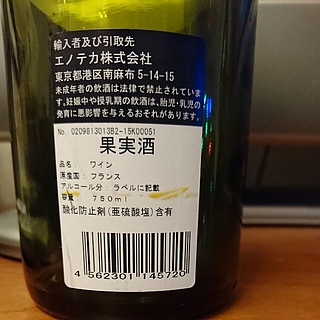 輸入者及び引取先
エノテカ株式会社
東京都港区南麻布5-14-15
未成年者の飲酒は法律で禁止されていま
す。妊娠中や授乳期の飲酒は、胎児・乳児の
発育に悪影響を与えるおそれがあります。
No. 0209813013B2-15K00051
果実酒
品名: ワイン
原産国: フランス
アルコール分: ラベルに記載
容量: 750ml
酸化防止剤(亜硫酸塩)含有
4 562301 145720